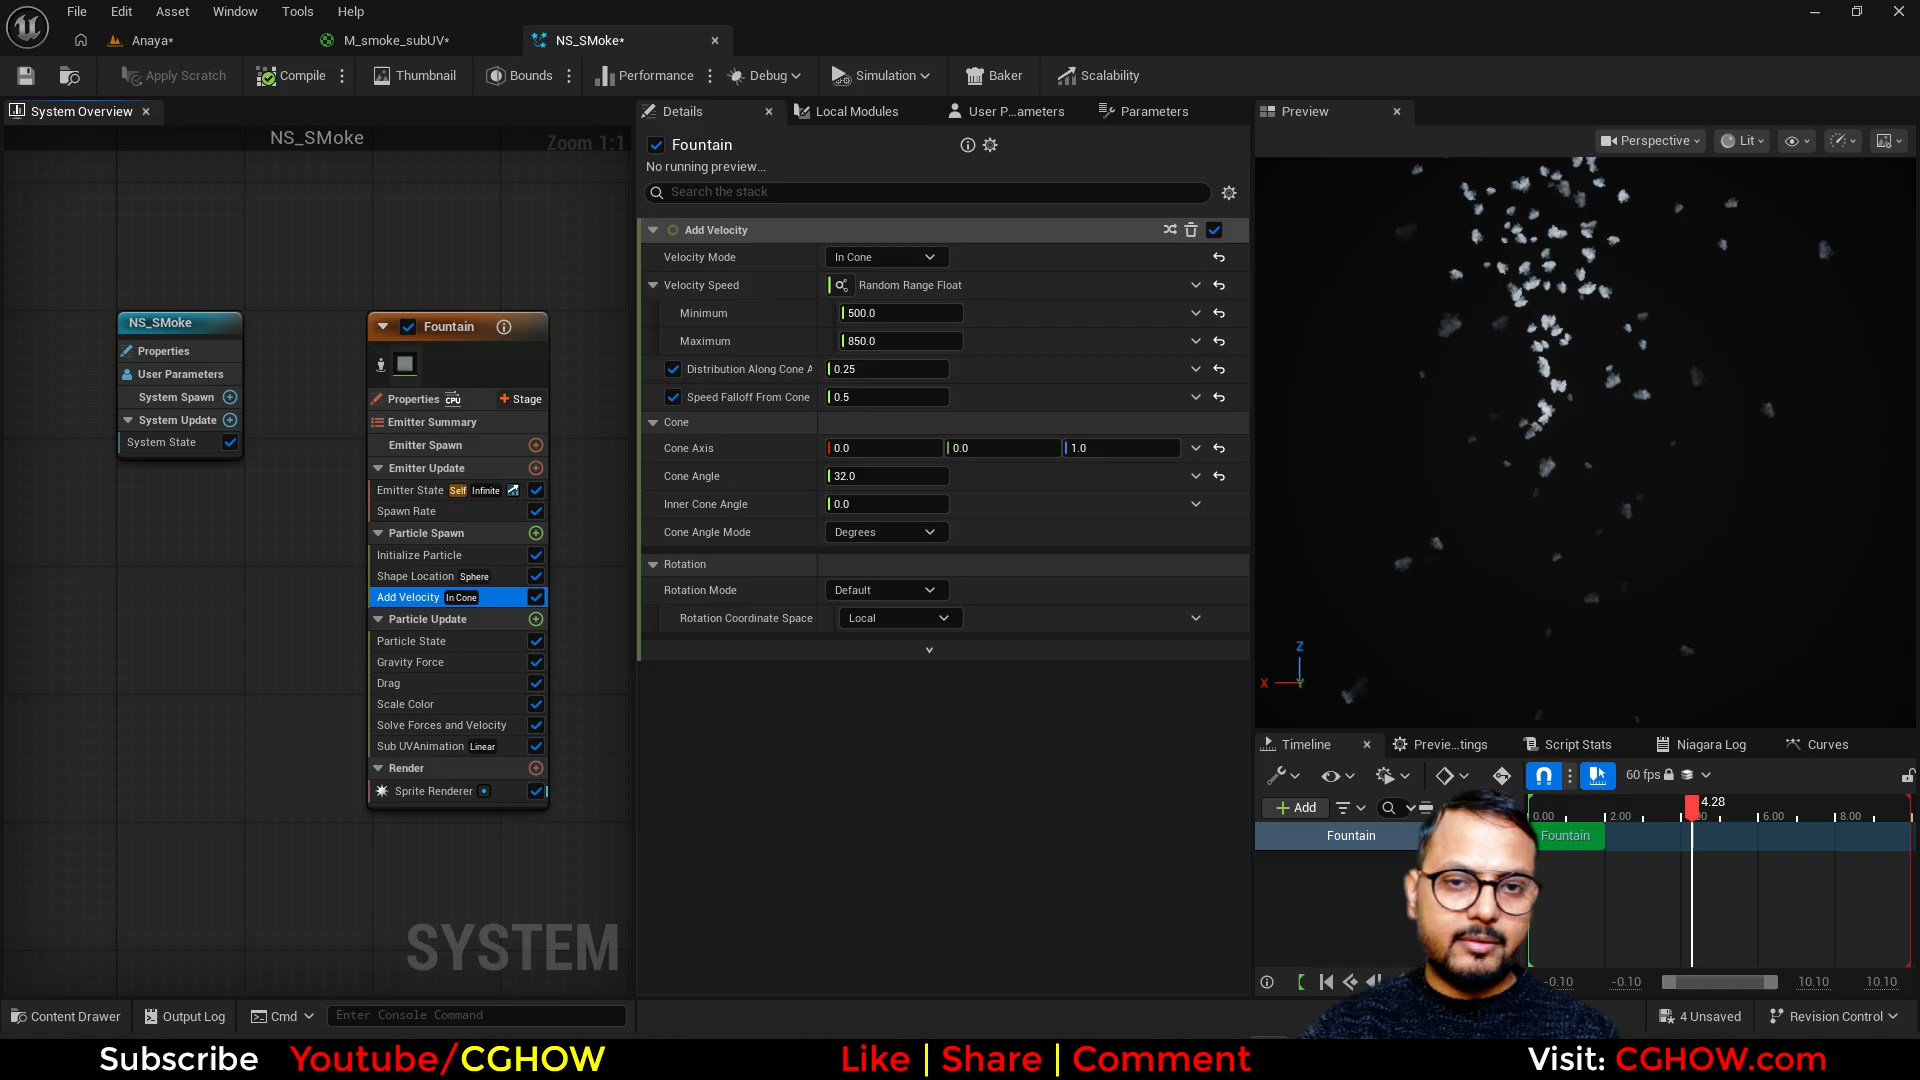 File Edit Asset Window Tools Help
Anaya* M_smoke_subUV* NS_SMoke*
Apply Scratch Compile Thumbnail Bounds Performance Debug Simulation Baker Scalability
System Overview
NS_SMoke
Zoom 1:1
NS_SMoke
Properties
User Parameters
System Spawn
System Update
System State
Fountain
Properties CPU Stage
Emitter Summary
Emitter Spawn
Emitter Update
Emitter State Self Infinite
Spawn Rate
Particle Spawn
Initialize Particle
Shape Location Sphere
Add Velocity In Cone
Particle Update
Particle State
Gravity Force
Drag
Scale Color
Solve Forces and Velocity
Sub UVAnimation Linear
Render
Sprite Renderer
SYSTEM
Details Local Modules User P...ameters Parameters
Fountain
No running preview...
Search the stack
Add Velocity
Velocity Mode In Cone
Velocity Speed Random Range Float
Minimum 500.0
Maximum 850.0
Distribution Along Cone A 0.25
Speed Falloff From Cone 0.5
Cone
Cone Axis 0.0 0.0 1.0
Cone Angle 32.0
Inner Cone Angle 0.0
Cone Angle Mode Degrees
Rotation
Rotation Mode Default
Rotation Coordinate Space Local
Preview
Perspective Lit
Z
X
Timeline Previe...tings Script Stats Niagara Log Curves
60 fps
Add
4.28
0.00 2.00 6.00 8.00
Fountain Fountain
-0.10 -0.10 10.10 10.10
Content Drawer Output Log Cmd Enter Console Command 4 Unsaved Revision Control
Subscribe Youtube/CGHOW Like | Share | Comment Visit: CGHOW.com